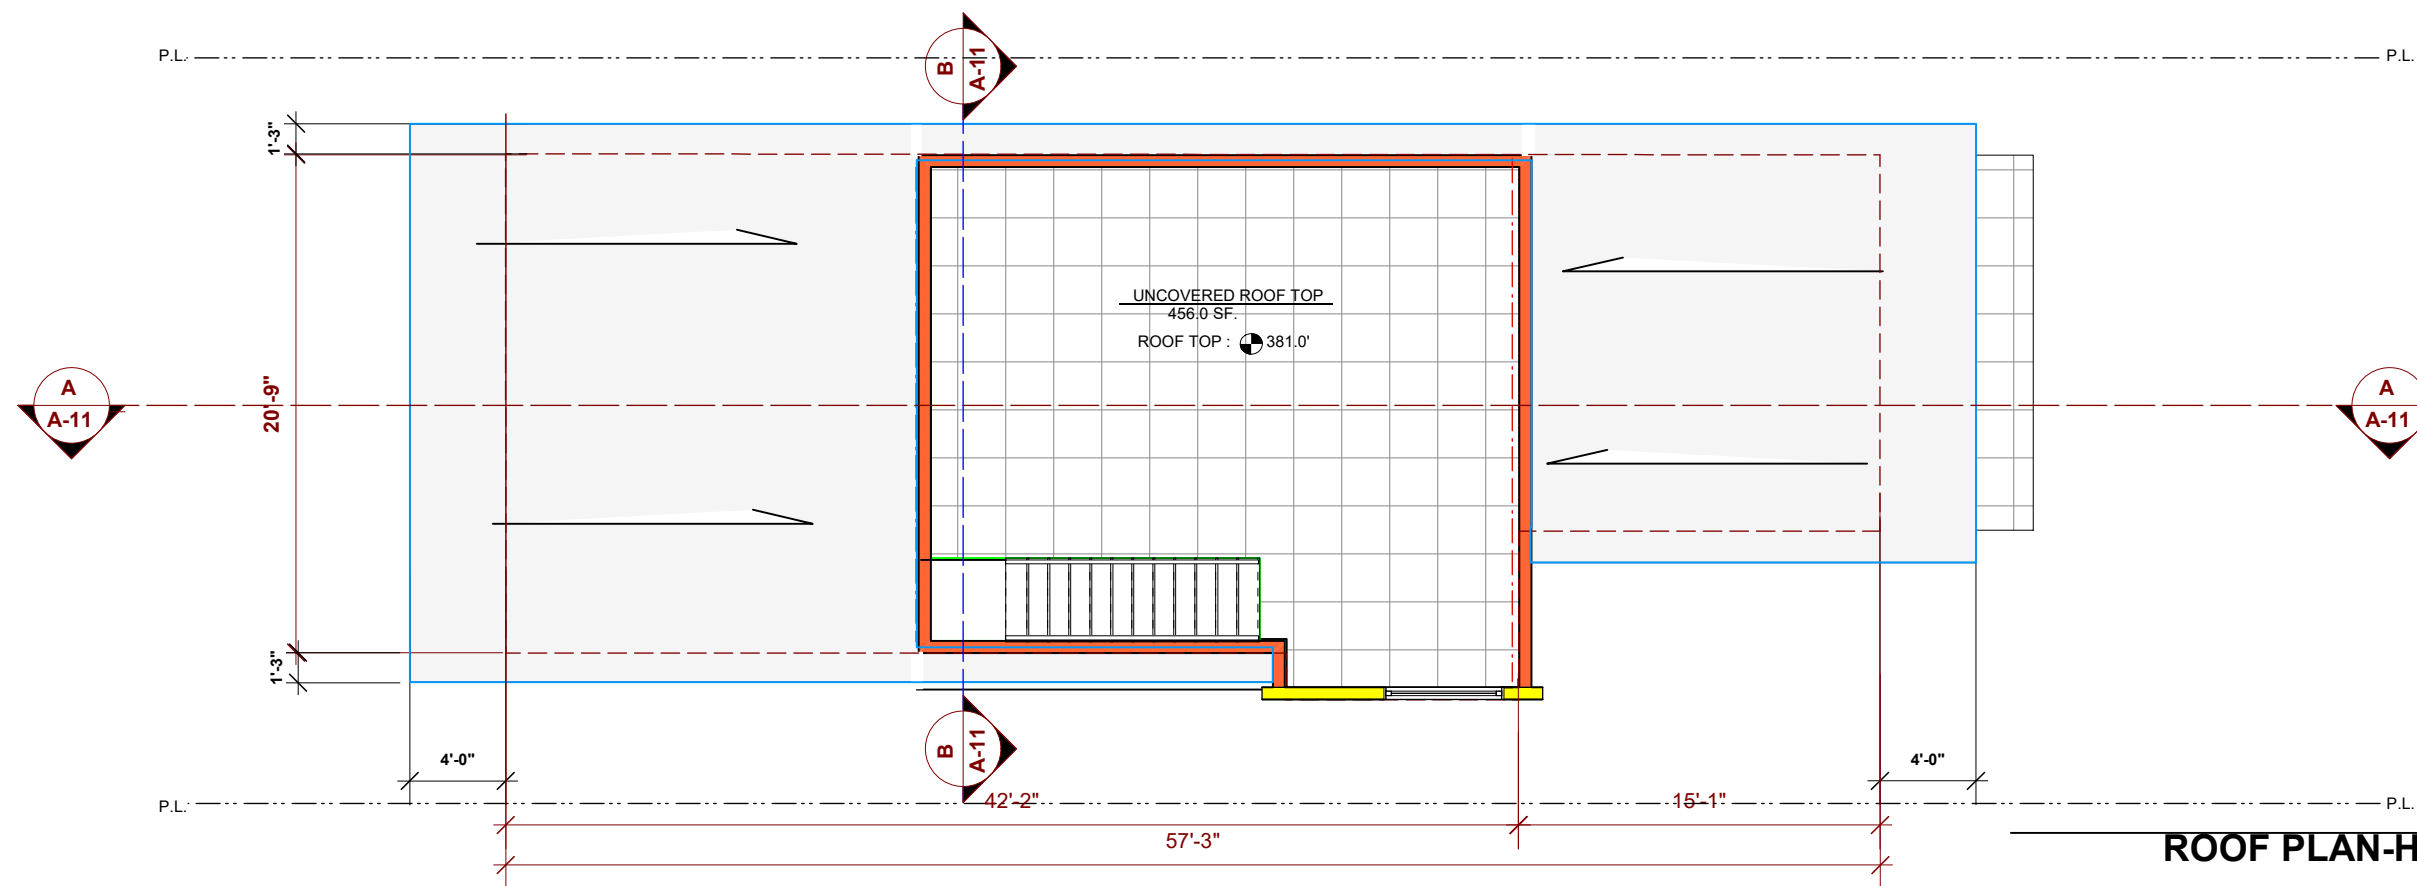 P.L.
B
A-11
P.L.
1'-3"
UNCOVERED ROOF TOP
456.0 SF.
ROOF TOP : 381.0'
20'-9"
A
A-11
A
A-11
1'-3"
4'-0"
B
A-11
4'-0"
P.L.
42'-2"
15'-1"
P.L.
57'-3"
ROOF PLAN-H